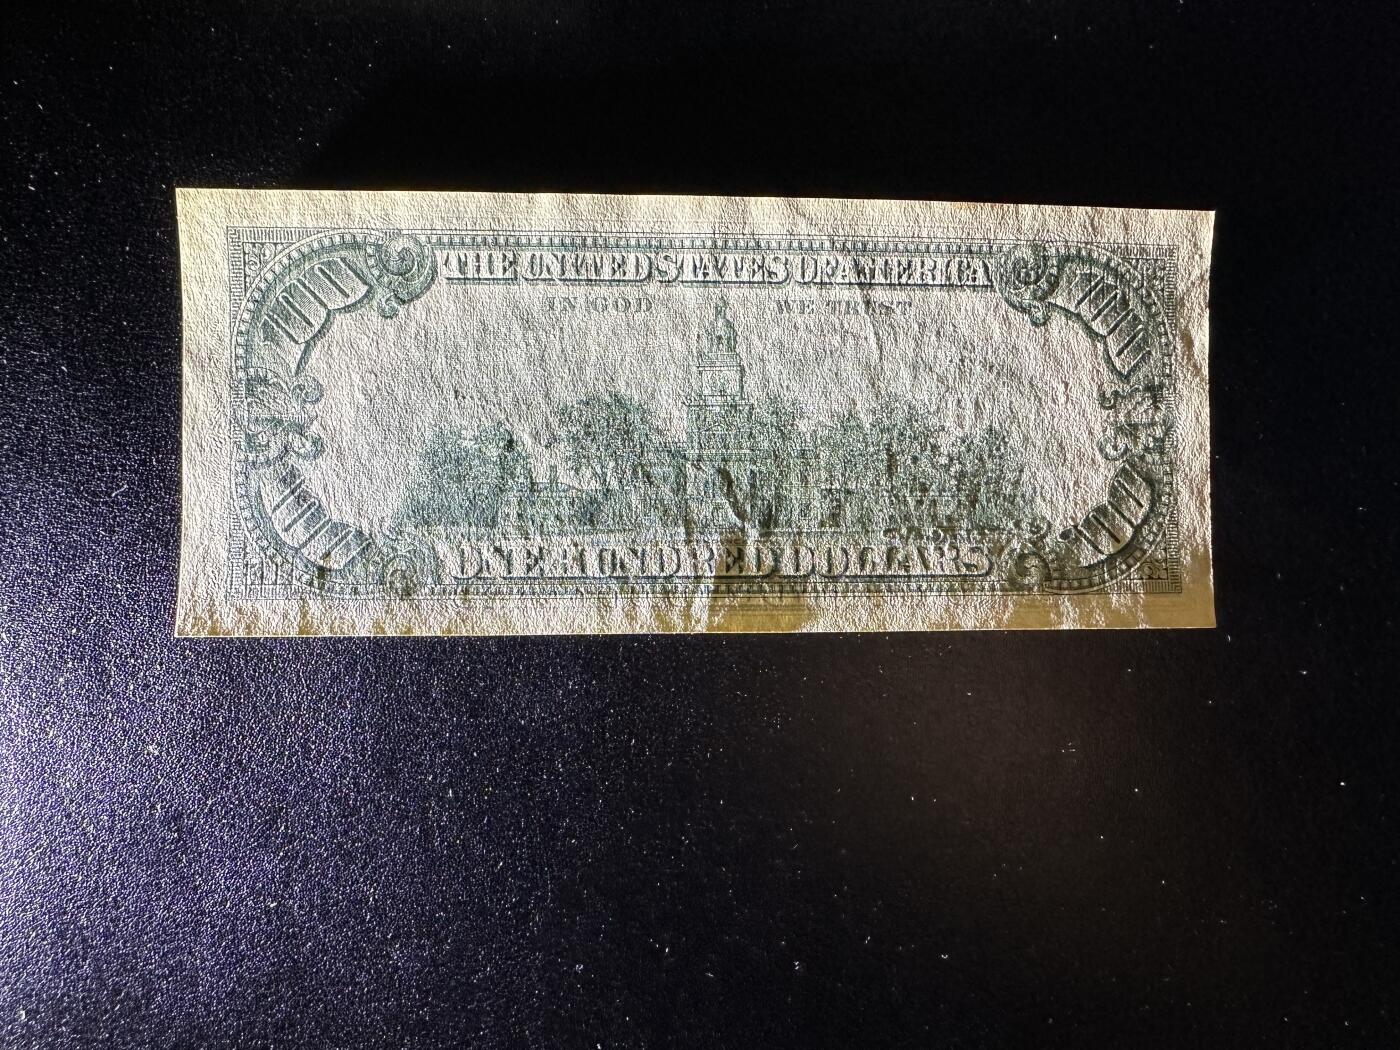 THE UNITED STATES OF AMERICA
IN GOD WE TRUST
ONE HUNDRED DOLLARS